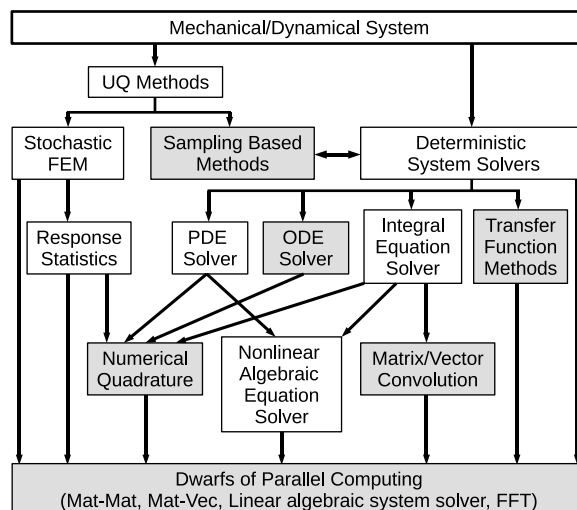 Mechanical/Dynamical System
UQ Methods
Stochastic
FEM
Sampling Based
Methods
Deterministic
System Solvers
Response
Statistics
PDE
Solver
ODE
Solver
Integral
Equation
Solver
Transfer
Function
Methods
Numerical
Quadrature
Nonlinear
Algebraic
Equation
Solver
Matrix/Vector
Convolution
Dwarfs of Parallel Computing
(Mat-Mat, Mat-Vec, Linear algebraic system solver, FFT)